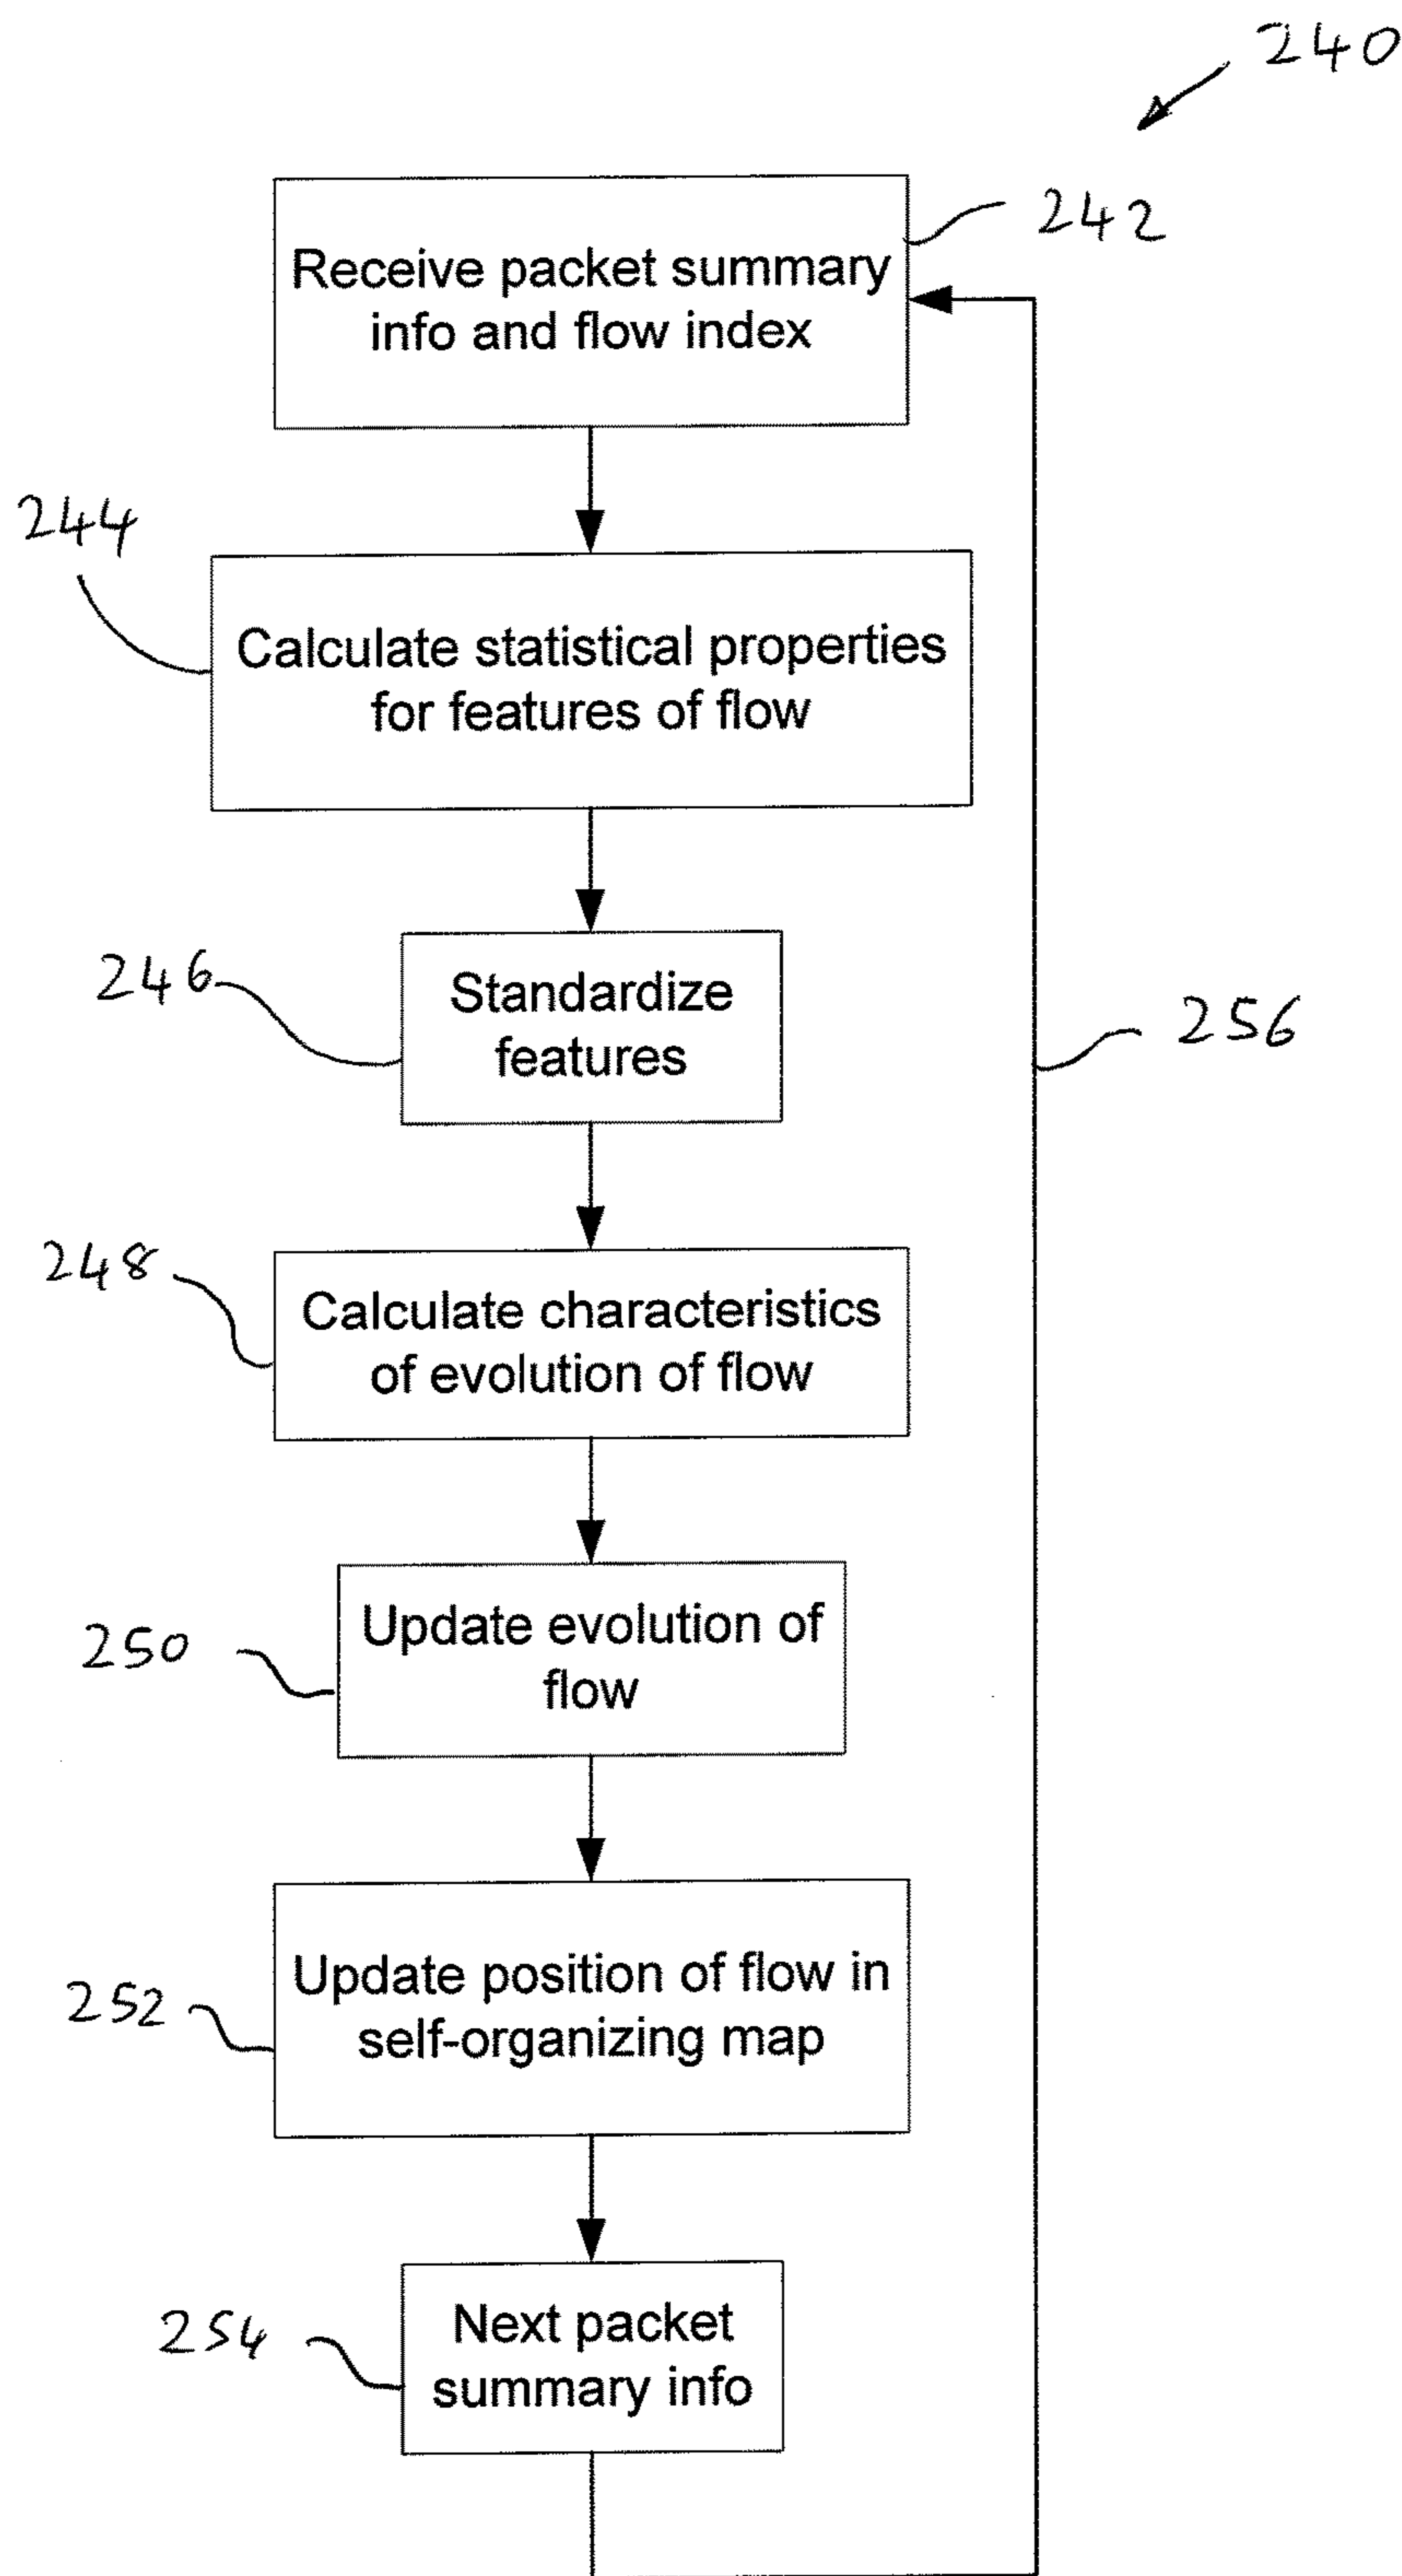 240
Receive packet summary
info and flow index
242
244
Calculate statistical properties
for features of flow
246
Standardize
features
256
248
Calculate characteristics
of evolution of flow
250
Update evolution of
flow
252
Update position of flow in
self-organizing map
254
Next packet
summary info